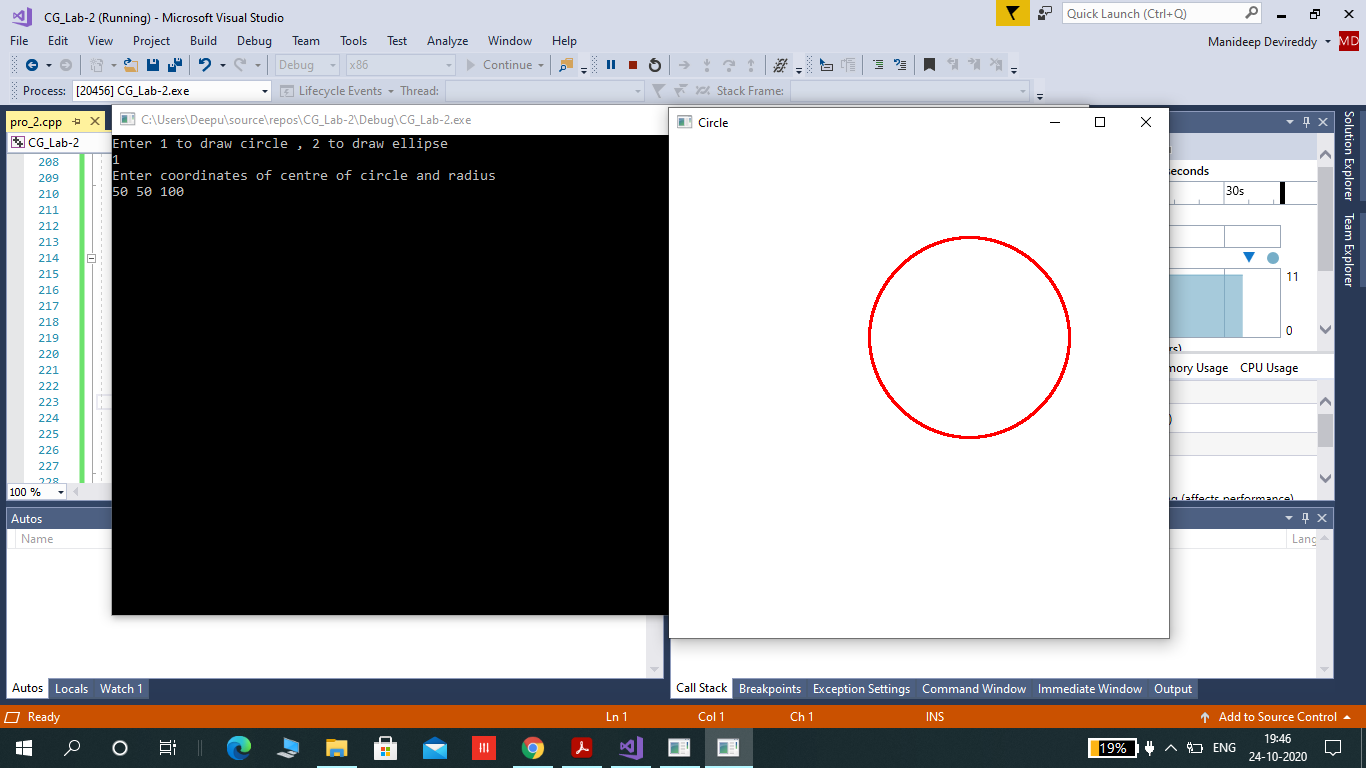 CG_Lab-2 (Running) - Microsoft Visual Studio
Quick Launch (Ctrl+Q)
File Edit View Project Build Debug Team Tools Test Analyze Window Help
Manideep Devireddy MD
Debug x86 Continue
Process: [20456] CG_Lab-2.exe Lifecycle Events Thread: Stack Frame:
pro_2.cpp
CG_Lab-2
208
209
210
211
212
213
214
215
216
217
218
219
220
221
222
223
224
225
226
227
228
100 %
C:\Users\Deepu\source\repos\CG_Lab-2\Debug\CG_Lab-2.exe
Enter 1 to draw circle , 2 to draw ellipse
1
Enter coordinates of centre of circle and radius
50 50 100
Circle
30s
11
0
Usage CPU Usage
(affects performance)
Solution Explorer
Team Explorer
Autos
Name
Autos Locals Watch 1
Call Stack Breakpoints Exception Settings Command Window Immediate Window Output
Ready Ln 1 Col 1 Ch 1 INS Add to Source Control
19% ENG 19:46
24-10-2020